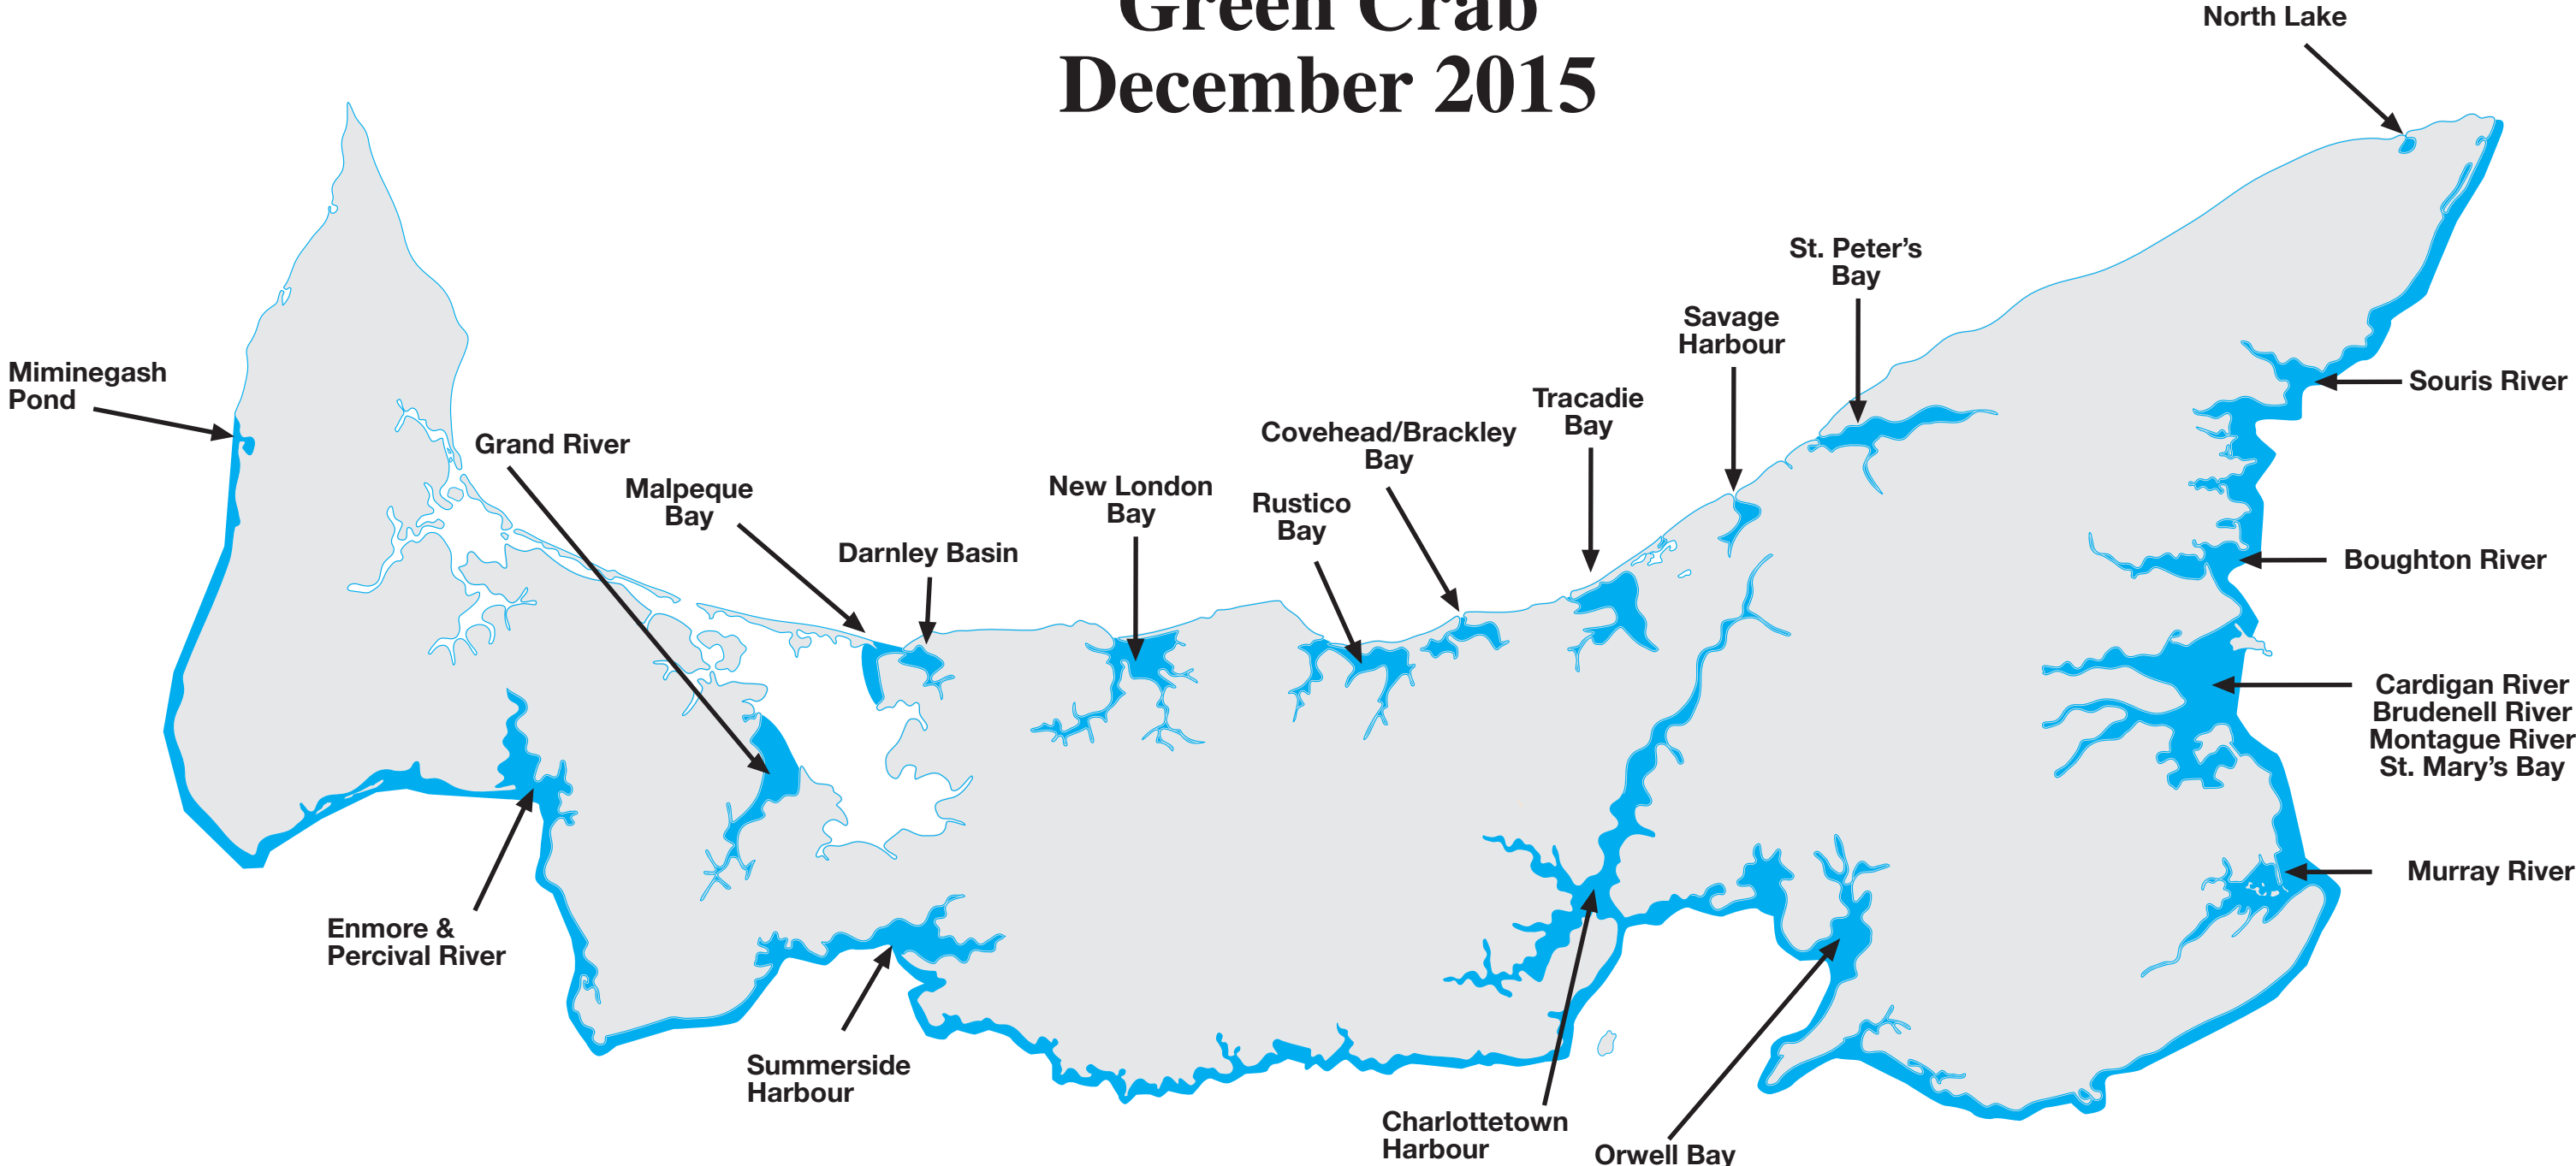 Green Crab
December 2015
North Lake
St. Peter's
Bay
Savage
Harbour
Miminegash
Pond
Souris River
Tracadie
Bay
Covehead/Brackley
Bay
Grand River
Malpeque
Bay
New London
Bay
Rustico
Bay
Darnley Basin
Boughton River
Cardigan River
Brudenell River
Montague River
St. Mary's Bay
Murray River
Enmore &
Percival River
Summerside
Harbour
Charlottetown
Harbour
Orwell Bay